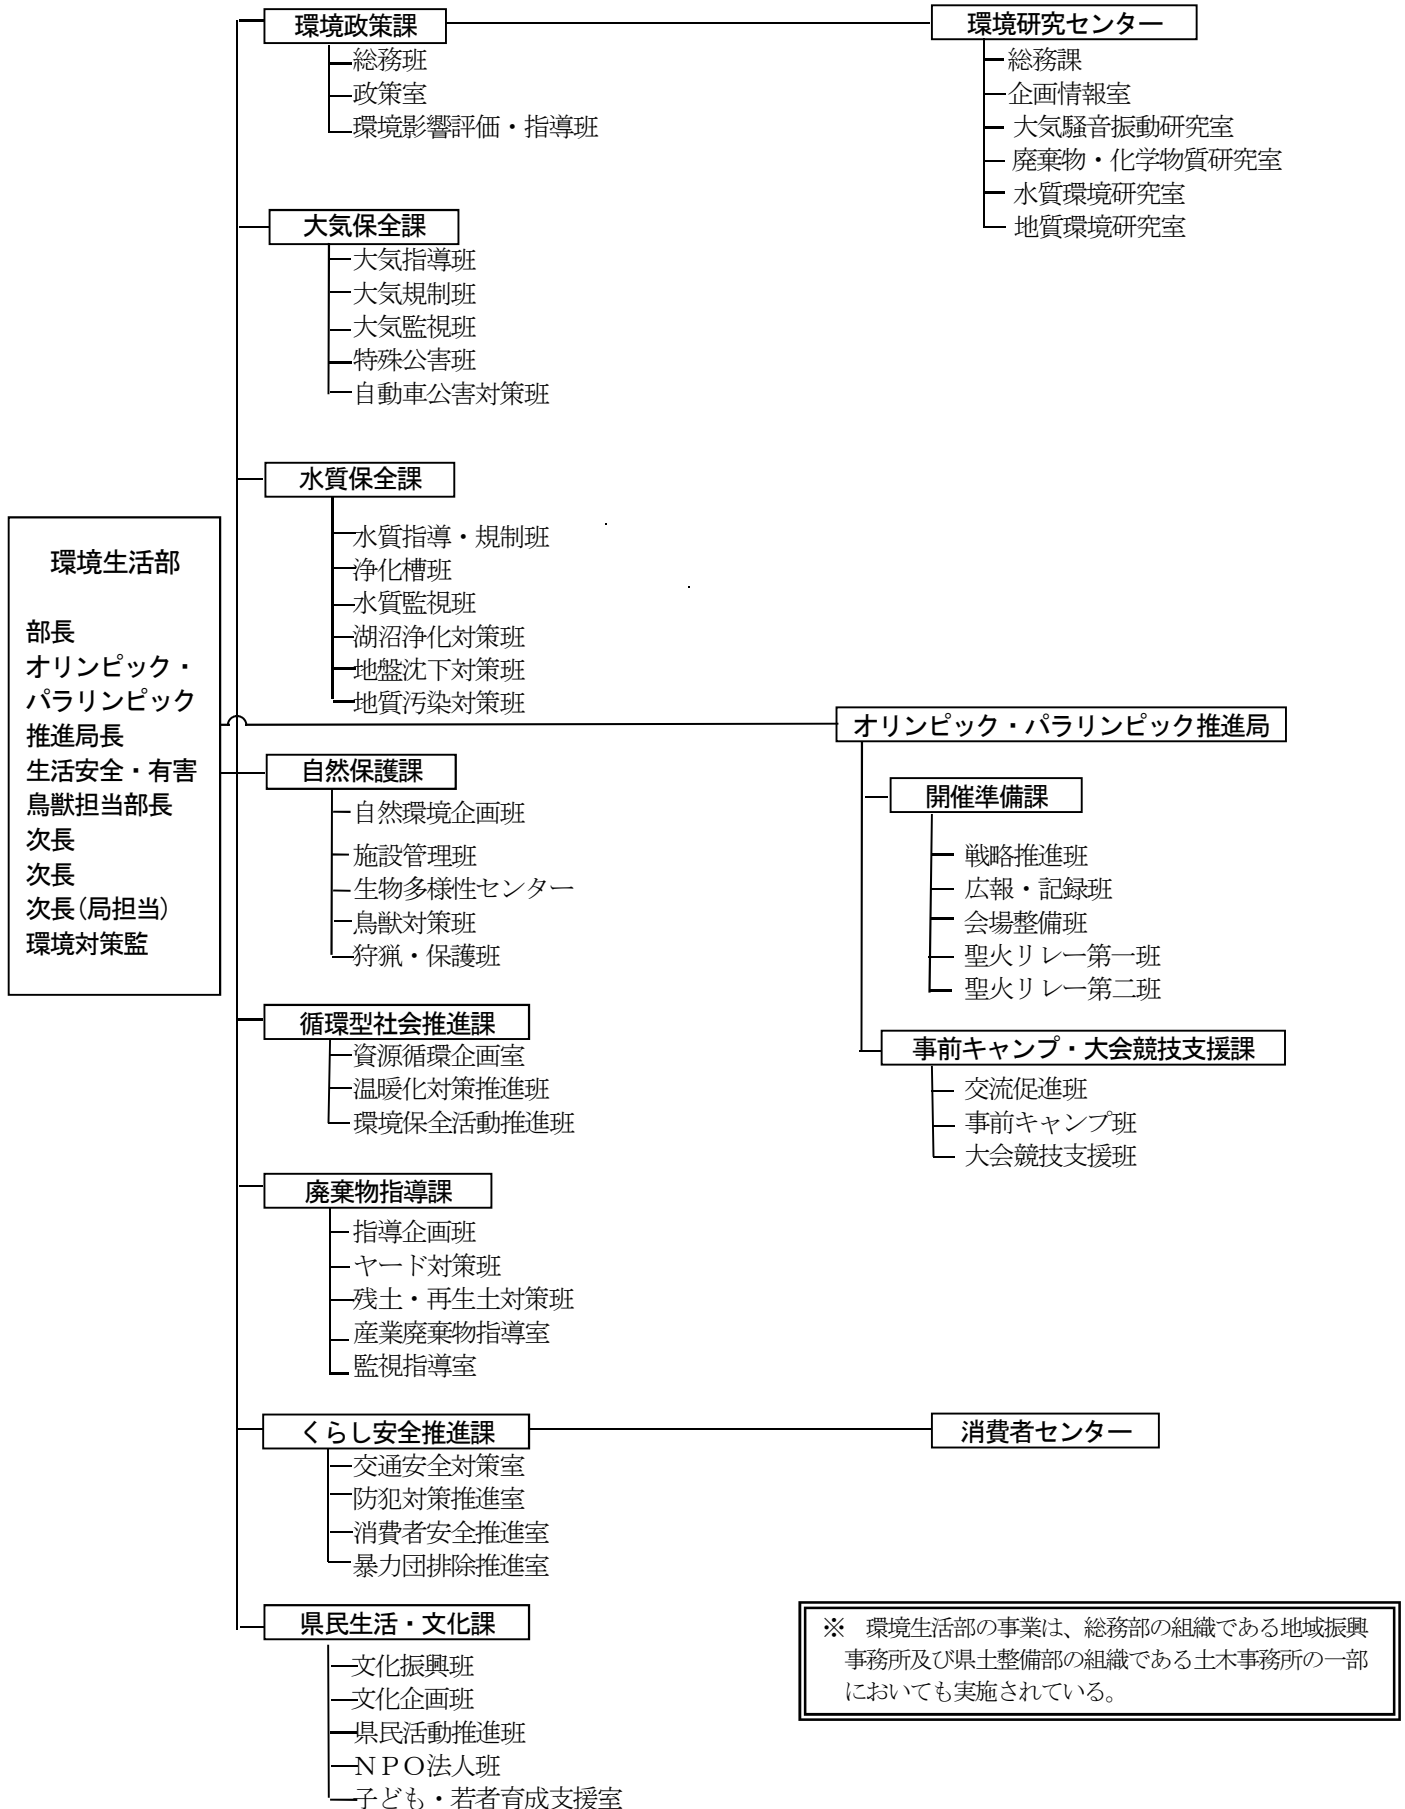 環境生活部
部長
オリンピック・
パラリンピック
推進局長
生活安全・有害
鳥獣担当部長
次長
次長
次長(局担当)
環境対策監
環境政策課
総務班
政策室
環境影響評価・指導班
環境研究センター
総務課
企画情報室
大気騒音振動研究室
廃棄物・化学物質研究室
水質環境研究室
地質環境研究室
大気保全課
大気指導班
大気規制班
大気監視班
特殊公害班
自動車公害対策班
水質保全課
水質指導・規制班
浄化槽班
水質監視班
湖沼浄化対策班
地盤沈下対策班
地質汚染対策班
自然保護課
自然環境企画班
施設管理班
生物多様性センター
鳥獣対策班
狩猟・保護班
オリンピック・パラリンピック推進局
開催準備課
戦略推進班
広報・記録班
会場整備班
聖火リレー第一班
聖火リレー第二班
事前キャンプ・大会競技支援課
交流促進班
事前キャンプ班
大会競技支援班
循環型社会推進課
資源循環企画室
温暖化対策推進班
環境保全活動推進班
廃棄物指導課
指導企画班
ヤード対策班
残土・再生土対策班
産業廃棄物指導室
監視指導室
くらし安全推進課
交通安全対策室
防犯対策推進室
消費者安全推進室
暴力団排除推進室
消費者センター
県民生活・文化課
文化振興班
文化企画班
県民活動推進班
ＮＰＯ法人班
子ども・若者育成支援室
※　環境生活部の事業は、総務部の組織である地域振興
事務所及び県土整備部の組織である土木事務所の一部
においても実施されている。